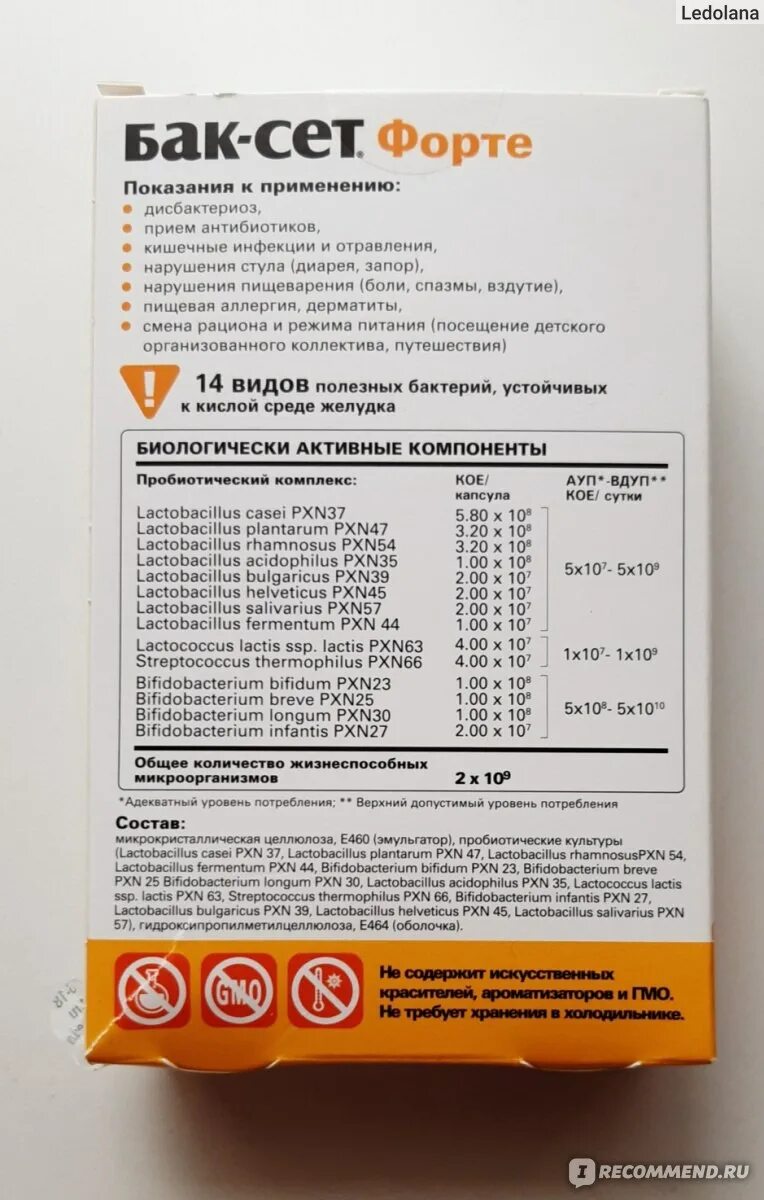 Ledolana
Бак-сет® Форте
Показания к применению:
• дисбактериоз,
• прием антибиотиков,
• кишечные инфекции и отравления,
• нарушения стула (диарея, запор),
• нарушения пищеварения (боли, спазмы, вздутие),
• пищевая аллергия, дерматиты,
• смена рациона и режима питания (посещение детского
организованного коллектива, путешествия)
! 14 видов полезных бактерий, устойчивых
к кислой среде желудка
БИОЛОГИЧЕСКИ АКТИВНЫЕ КОМПОНЕНТЫ
Пробиотический комплекс: КОЕ/ капсула АУП*-ВДУП** КОЕ/ сутки
Lactobacillus casei PXN37 5.80 x 10⁸
Lactobacillus plantarum PXN47 3.20 x 10⁸
Lactobacillus rhamnosus PXN54 3.20 x 10⁸
Lactobacillus acidophilus PXN35 1.00 x 10⁸
Lactobacillus bulgaricus PXN39 2.00 x 10⁷ 5x10⁷- 5x10⁹
Lactobacillus helveticus PXN45 2.00 x 10⁷
Lactobacillus salivarius PXN57 2.00 x 10⁷
Lactobacillus fermentum PXN 44 1.00 x 10⁷
Lactococcus lactis ssp. lactis PXN63 4.00 x 10⁷ 1x10⁷- 1x10⁹
Streptococcus thermophilus PXN66 4.00 x 10⁷
Bifidobacterium bifidum PXN23 1.00 x 10⁸
Bifidobacterium breve PXN25 1.00 x 10⁸
Bifidobacterium longum PXN30 1.00 x 10⁸ 5x10⁸- 5x10¹⁰
Bifidobacterium infantis PXN27 2.00 x 10⁷
Общее количество жизнеспособных
микроорганизмов 2 x 10⁹
*Адекватный уровень потребления; ** Верхний допустимый уровень потребления
Состав:
микрокристаллическая целлюлоза, Е460 (эмульгатор), пробиотические культуры
(Lactobacillus casei PXN 37, Lactobacillus plantarum PXN 47, Lactobacillus rhamnosusPXN 54,
Lactobacillus fermentum PXN 44, Bifidobacterium bifidum PXN 23, Bifidobacterium breve
PXN 25 Bifidobacterium longum PXN 30, Lactobacillus acidophilus PXN 35, Lactococcus lactis
ssp. lactis PXN 63, Streptococcus thermophilus PXN 66, Bifidobacterium infantis PXN 27,
Lactobacillus bulgaricus PXN 39, Lactobacillus helveticus PXN 45, Lactobacillus salivarius PXN
57), гидроксипропилметилцеллюлоза, Е464 (оболочка).
GMO
Не содержит искусственных
красителей, ароматизаторов и ГМО.
Не требует хранения в холодильнике.
I RECOMMEND.RU